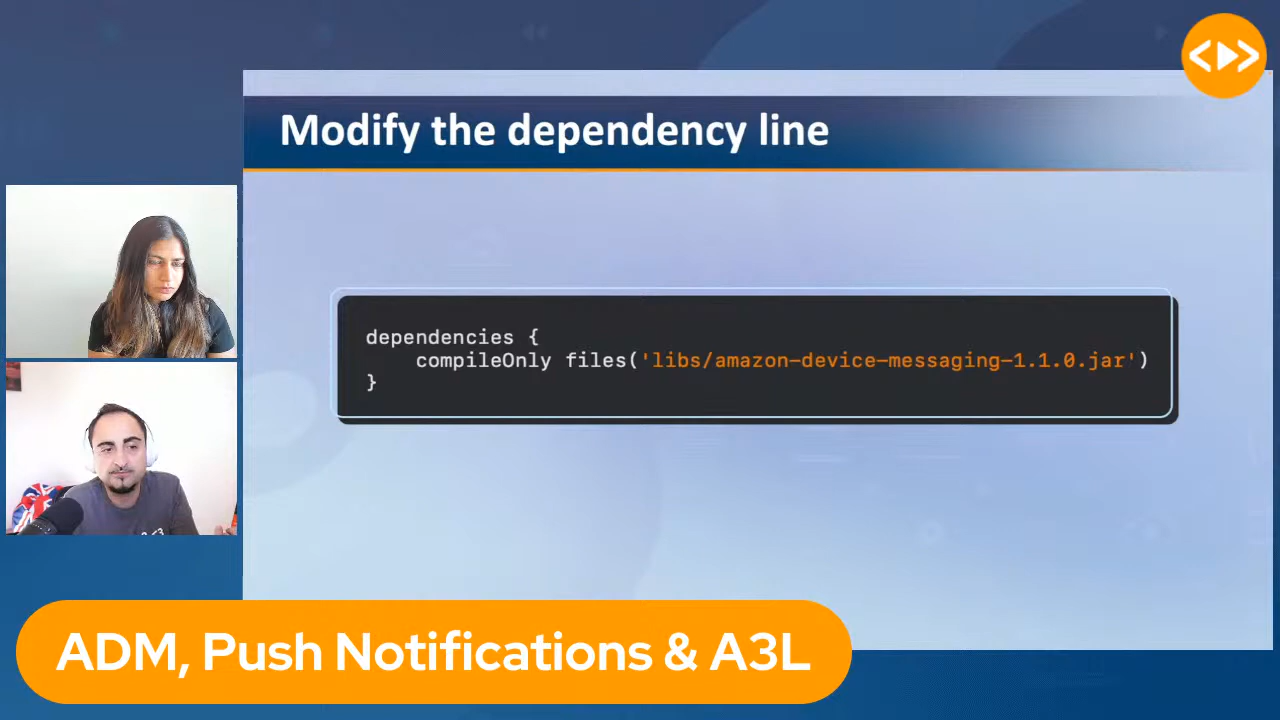 Modify the dependency line
dependencies {
compileOnly files('libs/amazon-device-messaging-1.1.0.jar')
}
ADM, Push Notifications & A3L